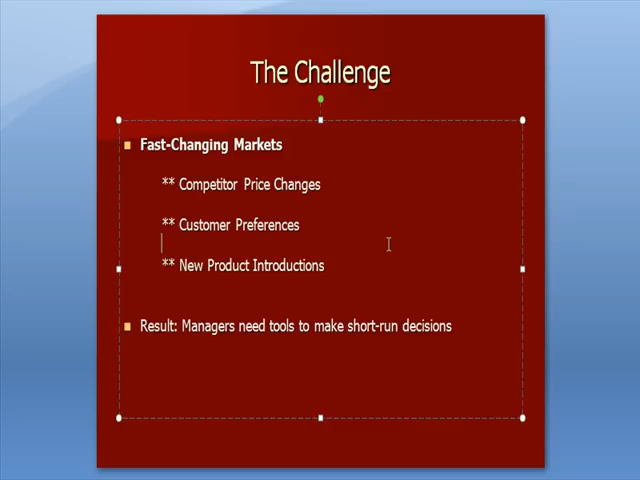 The Challenge
Fast-Changing Markets
** Competitor Price Changes
** Customer Preferences
** New Product Introductions
Result: Managers need tools to make short-run decisions